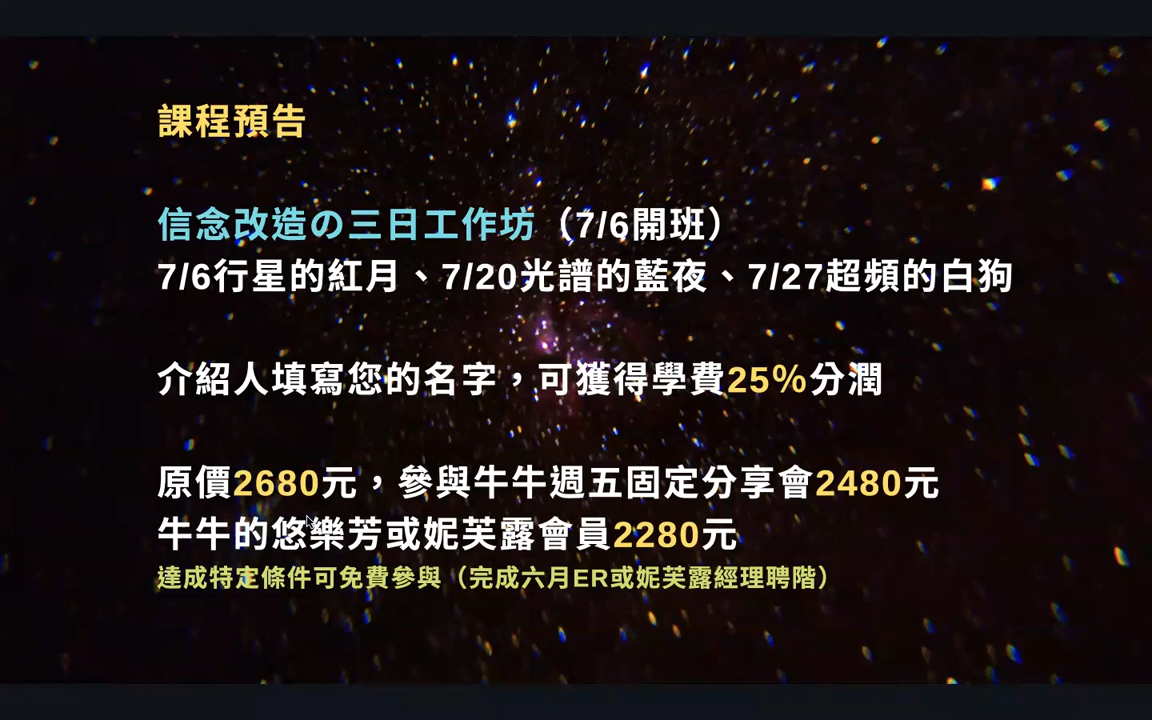 課程預告
信念改造の三日工作坊（7/6開班）
7/6行星的紅月、7/20光譜的藍夜、7/27超頻的白狗
介紹人填寫您的名字，可獲得學費25%分潤
原價2680元，參與牛牛週五固定分享會2480元
牛牛的悠樂芳或妮芙露會員2280元
達成特定條件可免費參與（完成六月ER或妮芙露經理聘階）